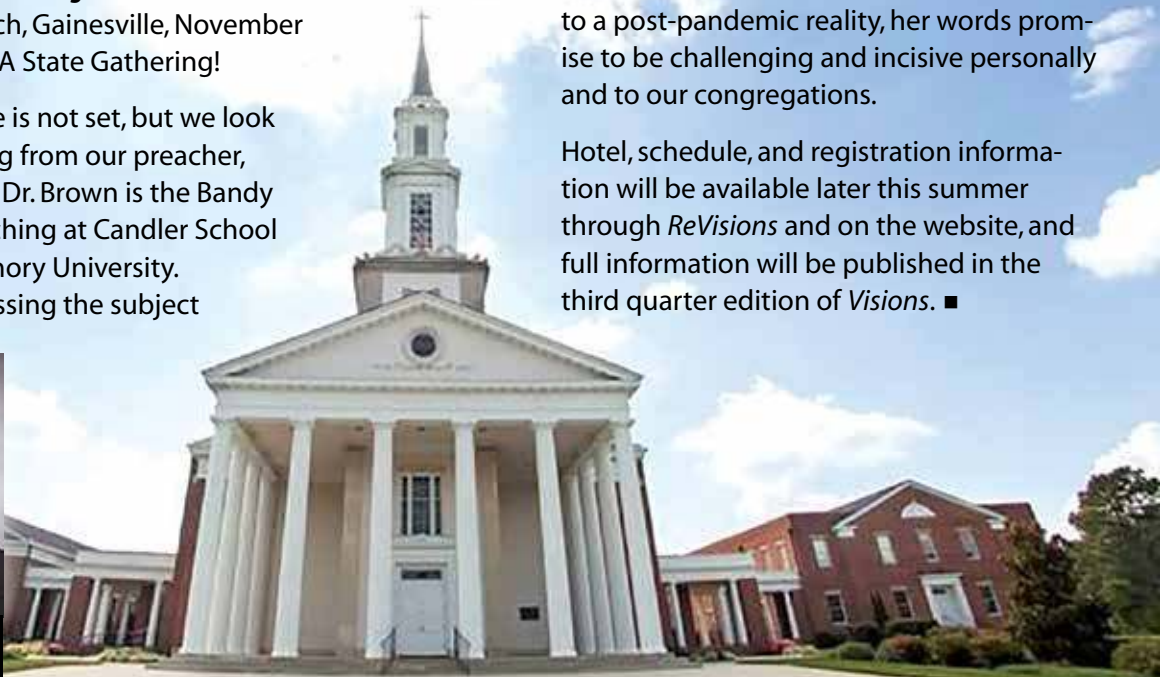 ch, Gainesville, November
A State Gathering!
e is not set, but we look
g from our preacher,
Dr. Brown is the Bandy
ching at Candler School
nory University.
ssing the subject
to a post-pandemic reality, her words prom-
ise to be challenging and incisive personally
and to our congregations.
Hotel, schedule, and registration informa-
tion will be available later this summer
through ReVisions and on the website, and
full information will be published in the
third quarter edition of Visions. ■